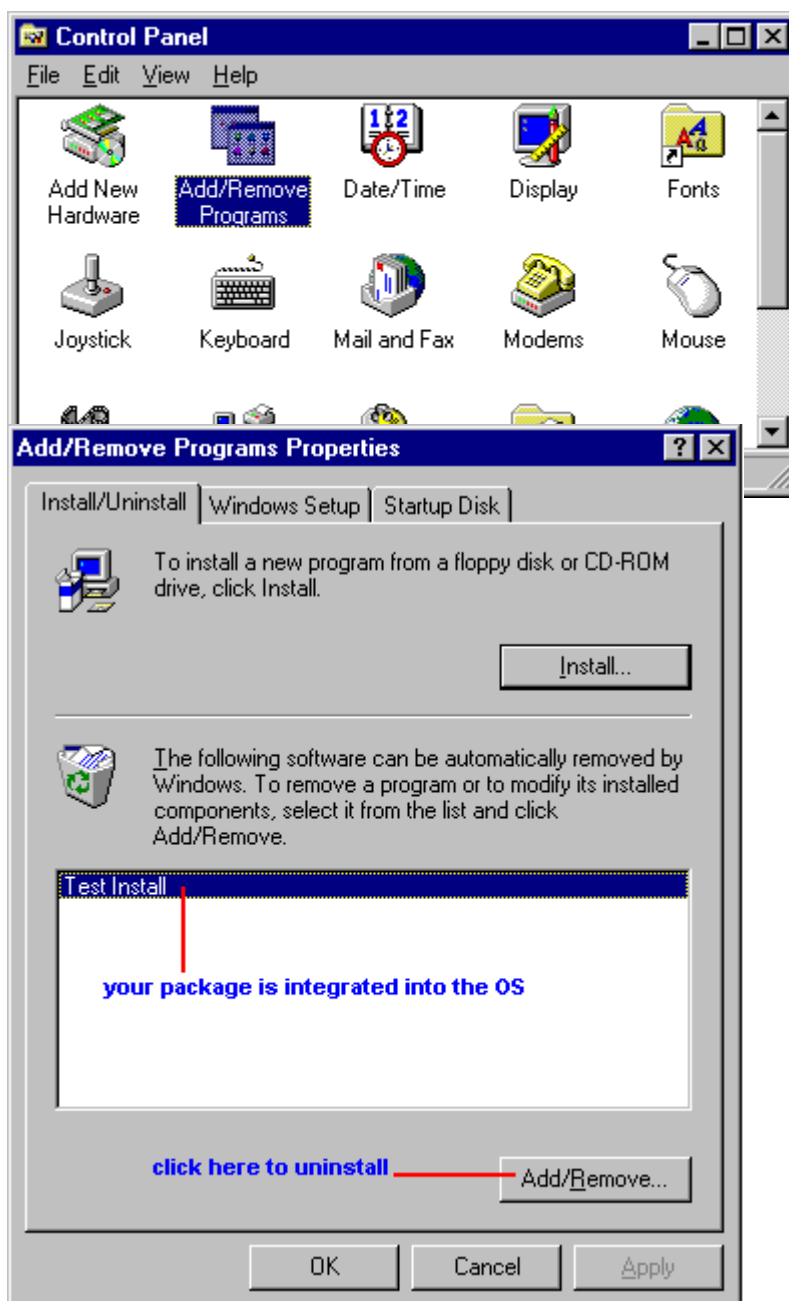 Control Panel
File Edit View Help
Add New Hardware
Add/Remove Programs
Date/Time
Display
Fonts
Joystick
Keyboard
Mail and Fax
Modems
Mouse
Add/Remove Programs Properties
Install/Uninstall Windows Setup Startup Disk
To install a new program from a floppy disk or CD-ROM
drive, click Install.
Install...
The following software can be automatically removed by
Windows. To remove a program or to modify its installed
components, select it from the list and click
Add/Remove.
Test Install
your package is integrated into the OS
click here to uninstall
Add/Remove...
OK Cancel Apply